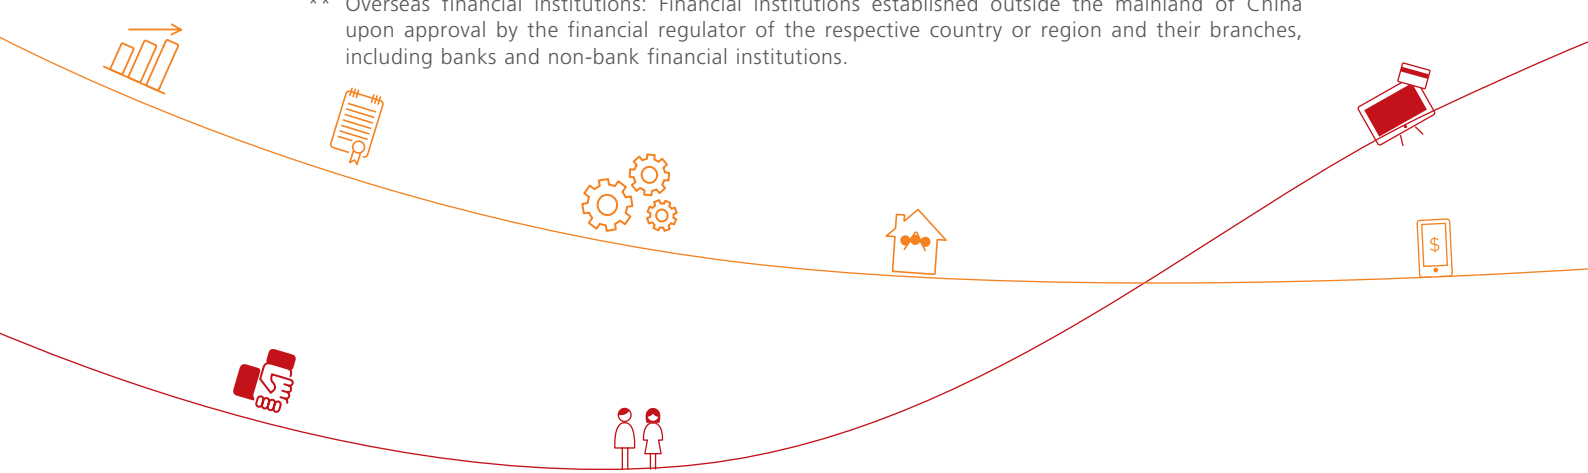 ** Overseas financial institutions: Financial institutions established outside the mainland of China
upon approval by the financial regulator of the respective country or region and their branches,
including banks and non-bank financial institutions.
$